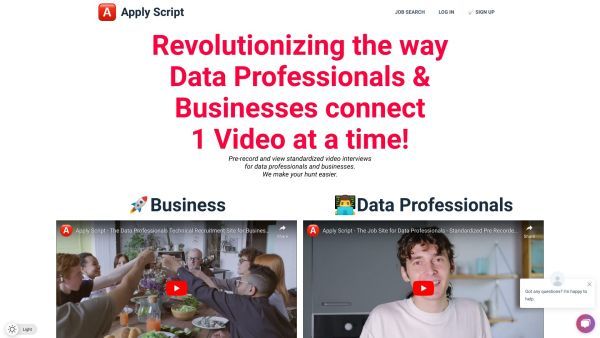 A Apply Script
JOB SEARCH LOG IN SIGN UP
Revolutionizing the way
Data Professionals &
Businesses connect
1 Video at a time!
Pre-record and view standardized video interviews
for data professionals and businesses.
We make your hunt easier.
Business
Data Professionals
A Apply Script - The Data Professionals Technical Recruitment Site for Busines...
Share
A Apply Script - The Job Site for Data Professionals - Standardized Pre Recorde...
Share
Got any questions? I'm happy to
help.
Light